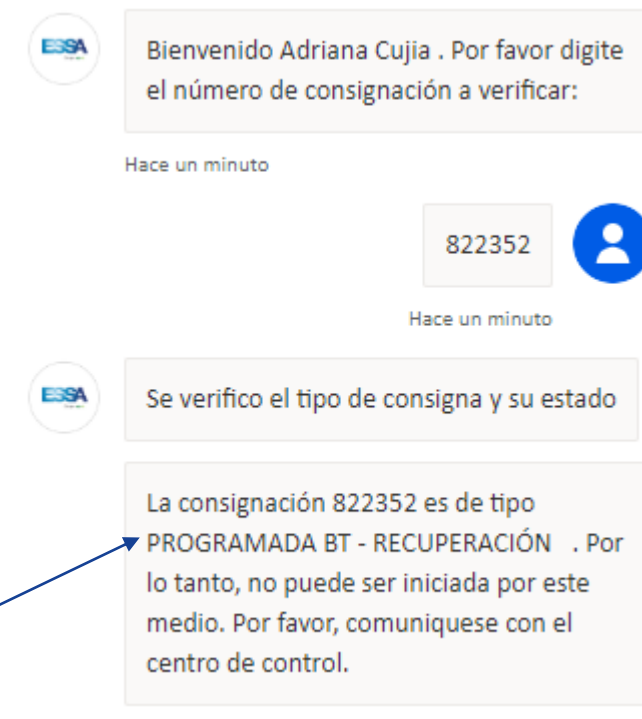 ESSA
Bienvenido Adriana Cujia . Por favor digite
el número de consignación a verificar:
Hace un minuto
822352
Hace un minuto
ESSA
Se verifico el tipo de consigna y su estado
La consignación 822352 es de tipo
PROGRAMADA BT - RECUPERACIÓN . Por
lo tanto, no puede ser iniciada por este
medio. Por favor, comuniquese con el
centro de control.